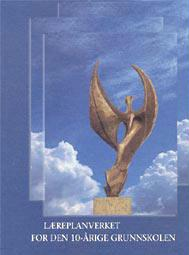 LÆREPLANVERKET
FOR DEN 10-ÅRIGE GRUNNSKOLEN